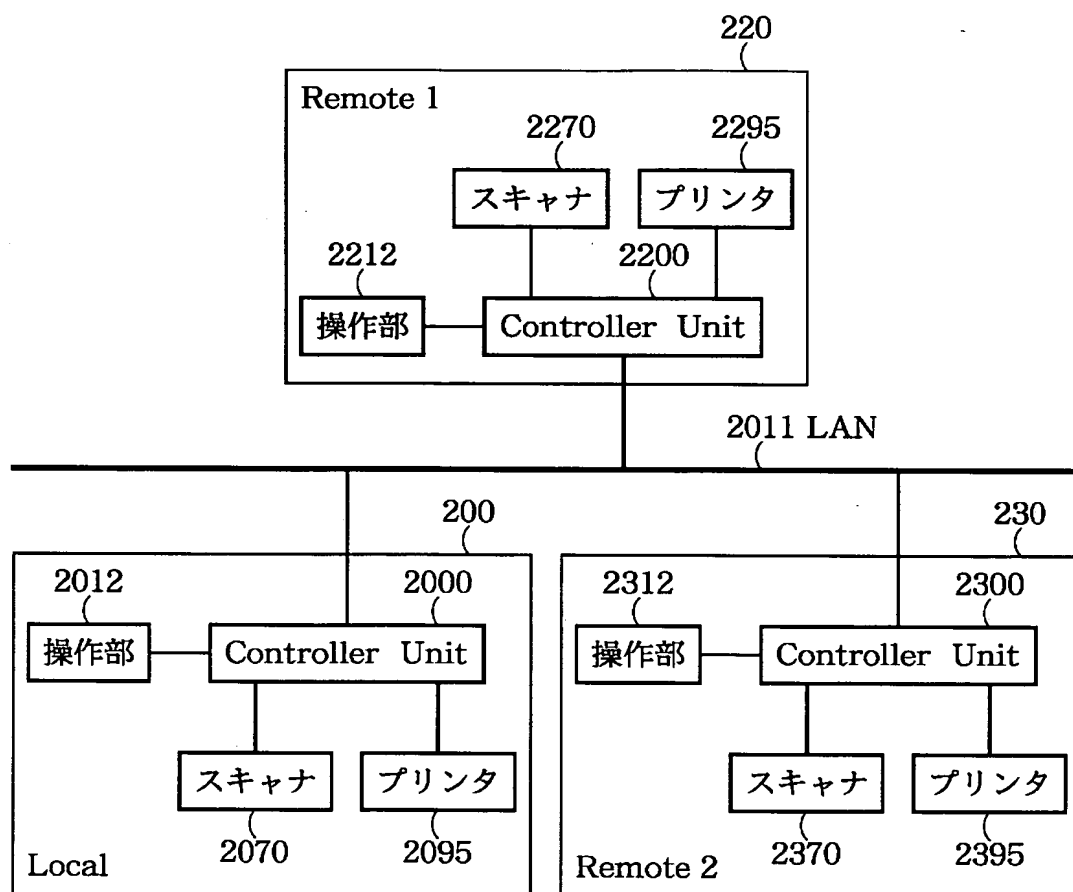 220
Remote 1
2270
2295
スキャナ
プリンタ
2212
2200
操作部
Controller Unit
2011 LAN
200
230
2012
2000
2312
2300
操作部
Controller Unit
操作部
Controller Unit
スキャナ
プリンタ
スキャナ
プリンタ
2070
2095
2370
2395
Local
Remote 2